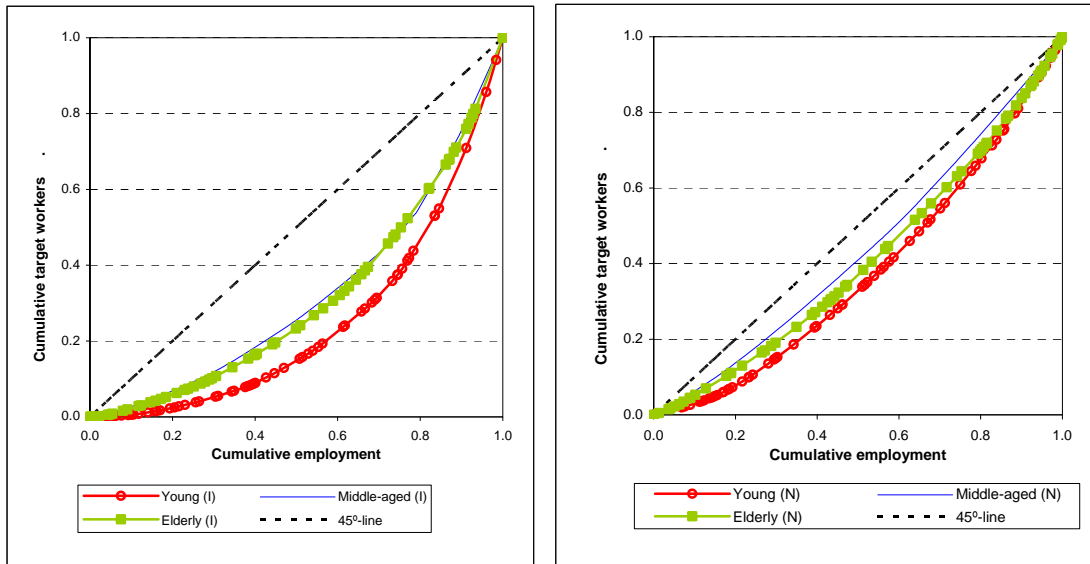 1.0
0.8
0.6
0.4
0.2
0.0
Cumulative target workers
.
0.0 0.2 0.4 0.6 0.8 1.0
Cumulative employment
Young (I) Middle-aged (I)
Elderly (I) 45º-line
1.0
0.8
0.6
0.4
0.2
0.0
Cumulative target workers
.
0.0 0.2 0.4 0.6 0.8 1.0
Cumulative employment
Young (N) Middle-aged (N)
Elderly (N) 45º-line